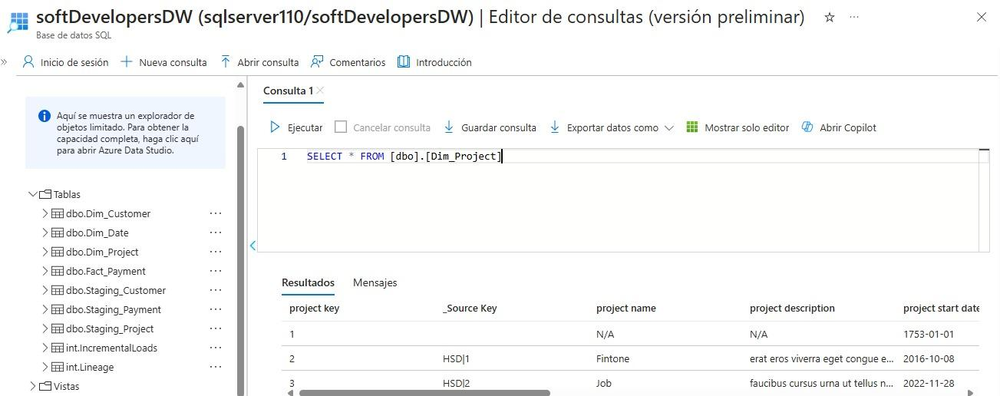 softDevelopersDW (sqlserver110/softDevelopersDW) | Editor de consultas (versión preliminar)
Base de datos SQL
Inicio de sesión
Nueva consulta
Abrir consulta
Comentarios
Introducción
Aquí se muestra un explorador de
objetos limitado. Para obtener la
capacidad completa, haga clic aquí
para abrir Azure Data Studio.
Tablas
dbo.Dim_Customer
dbo.Dim_Date
dbo.Dim_Project
dbo.Fact_Payment
dbo.Staging_Customer
dbo.Staging_Payment
dbo.Staging_Project
int.IncrementalLoads
int.Lineage
Vistas
Consulta 1
Ejecutar
Cancelar consulta
Guardar consulta
Exportar datos como
Mostrar solo editor
Abrir Copilot
1 SELECT * FROM [dbo].[Dim_Project]
Resultados Mensajes
project key _Source Key project name project description project start date
1 N/A N/A 1753-01-01
2 HSD|1 Fintone erat eros viverra eget congue e... 2016-10-08
3 HSD|2 Job faucibus cursus urna ut tellus n... 2022-11-28